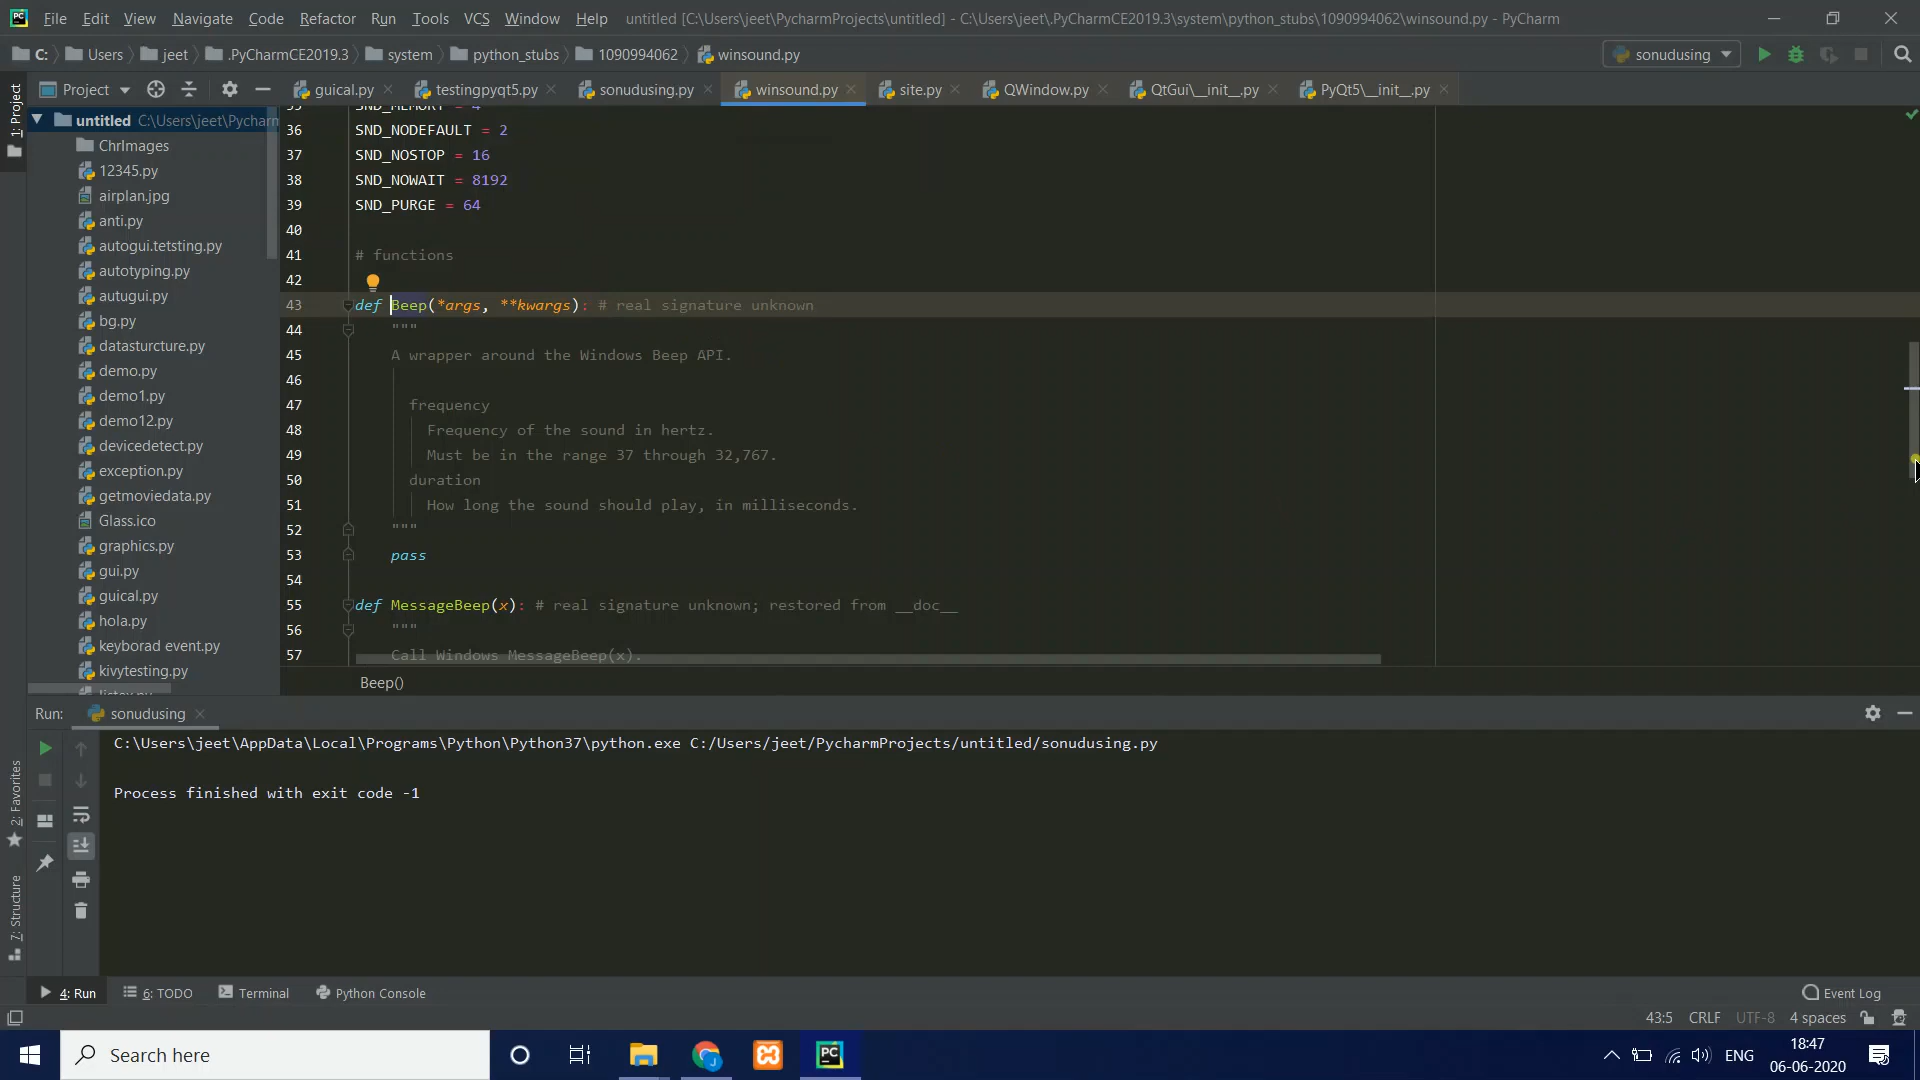 PC File Edit View Navigate Code Refactor Run Tools VCS Window Help untitled [C:\Users\jeet\PycharmProjects\untitled] - C:\Users\jeet\.PyCharmCE2019.3\system\python_stubs\1090994062\winsound.py - PyCharm
C: Users jeet .PyCharmCE2019.3 system python_stubs 1090994062 winsound.py sonudusing
Project guical.py testingpyqt5.py sonudusing.py winsound.py site.py QWindow.py QtGui\__init__.py PyQt5\__init__.py
1: Project
untitled C:\Users\jeet\Pycharm
ChrImages
12345.py
airplan.jpg
anti.py
autogui.tetsting.py
autotyping.py
autugui.py
bg.py
datasturcture.py
demo.py
demo1.py
demo12.py
devicedetect.py
exception.py
getmoviedata.py
Glass.ico
graphics.py
gui.py
guical.py
hola.py
keyborad event.py
kivytesting.py
35 SND_MEMORY = 4
36 SND_NODEFAULT = 2
37 SND_NOSTOP = 16
38 SND_NOWAIT = 8192
39 SND_PURGE = 64
40
41 # functions
42
43 def Beep(*args, **kwargs): # real signature unknown
44 """
45 A wrapper around the Windows Beep API.
46
47 frequency
48 Frequency of the sound in hertz.
49 Must be in the range 37 through 32,767.
50 duration
51 How long the sound should play, in milliseconds.
52 """
53 pass
54
55 def MessageBeep(x): # real signature unknown; restored from __doc__
56 """
57 Call Windows MessageBeep(x).
Beep()
Run: sonudusing
C:\Users\jeet\AppData\Local\Programs\Python\Python37\python.exe C:/Users/jeet/PycharmProjects/untitled/sonudusing.py
Process finished with exit code -1
2: Favorites
7: Structure
4: Run 6: TODO Terminal Python Console Event Log
43:5 CRLF UTF-8 4 spaces
Search here PC ENG 18:47
06-06-2020